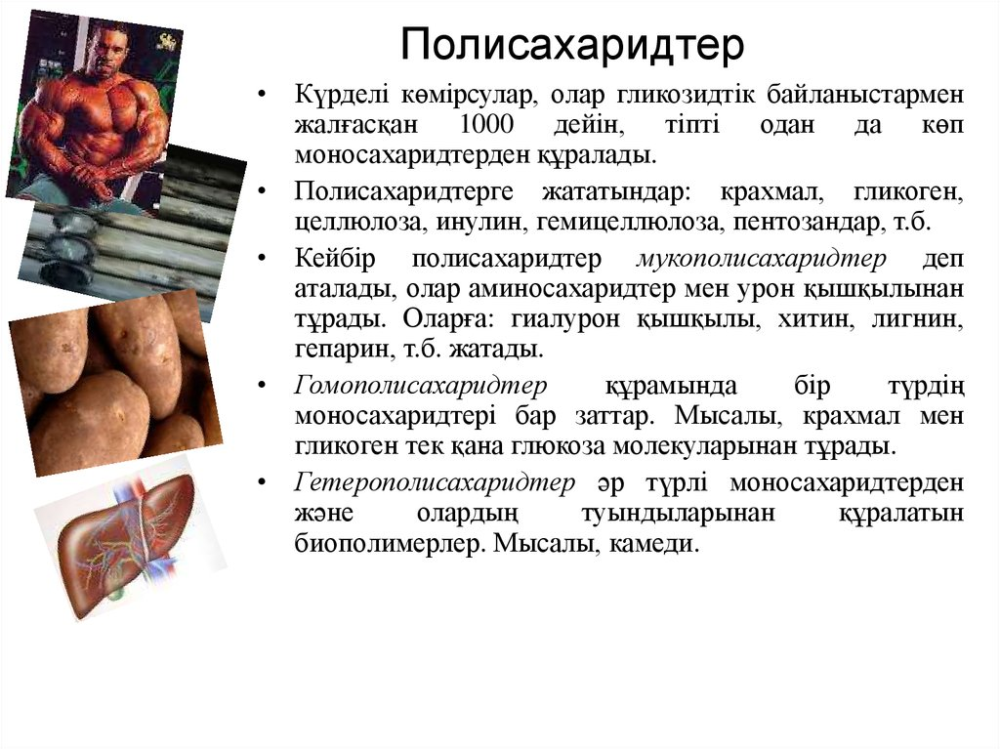 Полисахаридтер
• Күрделі көмірсулар, олар гликозидтік байланыстармен
жалғасқан 1000 дейін, тіпті одан да көп
моносахаридтерден құралады.
• Полисахаридтерге жататындар: крахмал, гликоген,
целлюлоза, инулин, гемицеллюлоза, пентозандар, т.б.
• Кейбір полисахаридтер мукополисахаридтер деп
аталады, олар аминосахаридтер мен урон қышқылынан
тұрады. Оларға: гиалурон қышқылы, хитин, лигнин,
гепарин, т.б. жатады.
• Гомополисахаридтер құрамында бір түрдің
моносахаридтері бар заттар. Мысалы, крахмал мен
гликоген тек қана глюкоза молекуларынан тұрады.
• Гетерополисахаридтер әр түрлі моносахаридтерден
және олардың туындыларынан құралатын
биополимерлер. Мысалы, камеди.